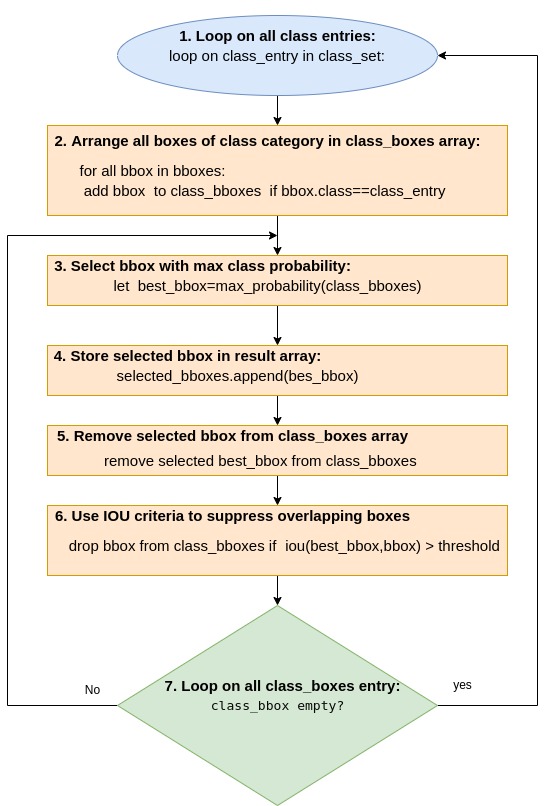 1. Loop on all class entries:
loop on class_entry in class_set:
2. Arrange all boxes of class category in class_boxes array:
for all bbox in bboxes:
add bbox to class_bboxes if bbox.class==class_entry
3. Select bbox with max class probability:
let best_bbox=max_probability(class_bboxes)
4. Store selected bbox in result array:
selected_bboxes.append(bes_bbox)
5. Remove selected bbox from class_boxes array
remove selected best_bbox from class_bboxes
6. Use IOU criteria to suppress overlapping boxes
drop bbox from class_bboxes if iou(best_bbox,bbox) > threshold
7. Loop on all class_boxes entry:
class_bbox empty?
No
yes